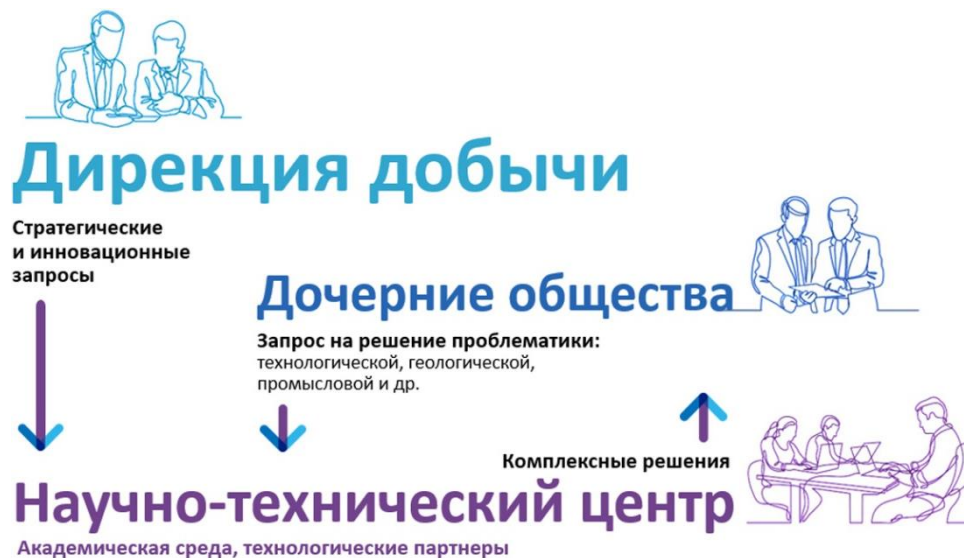 Дирекция добычи
Стратегические
и инновационные
запросы
Дочерние общества
Запрос на решение проблематики:
технологической, геологической,
промысловой и др.
Комплексные решения
Научно-технический центр
Академическая среда, технологические партнеры